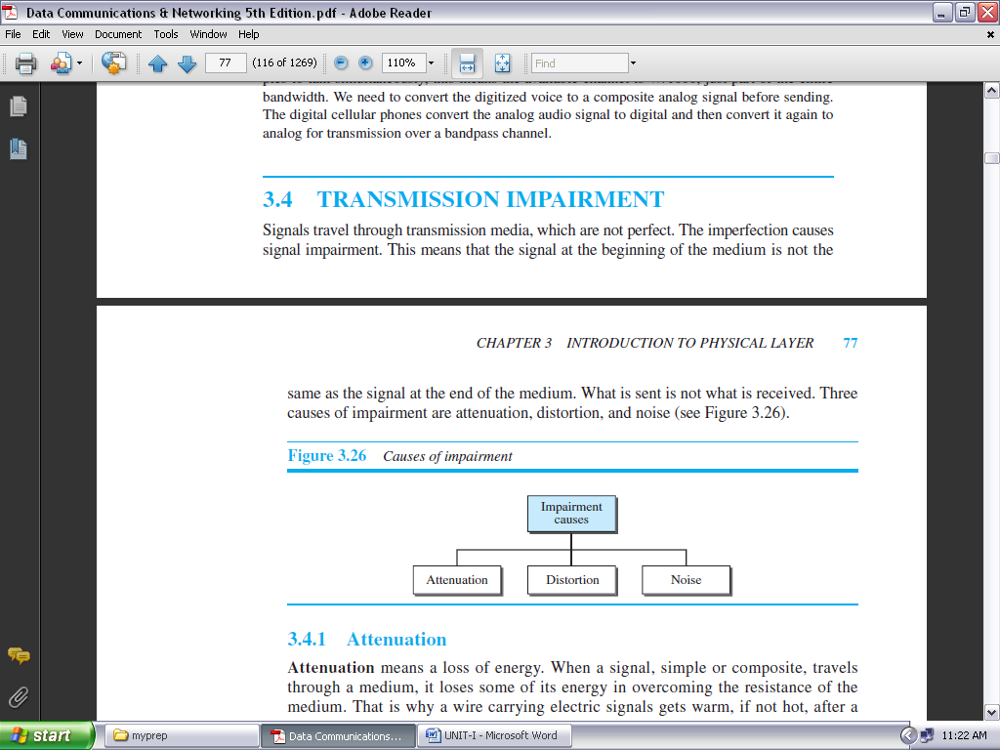 Data Communications & Networking 5th Edition.pdf - Adobe Reader
File Edit View Document Tools Window Help
77 (116 of 1269) 110% Find
bandwidth. We need to convert the digitized voice to a composite analog signal before sending.
The digital cellular phones convert the analog audio signal to digital and then convert it again to
analog for transmission over a bandpass channel.
3.4 TRANSMISSION IMPAIRMENT
Signals travel through transmission media, which are not perfect. The imperfection causes
signal impairment. This means that the signal at the beginning of the medium is not the
CHAPTER 3 INTRODUCTION TO PHYSICAL LAYER 77
same as the signal at the end of the medium. What is sent is not what is received. Three
causes of impairment are attenuation, distortion, and noise (see Figure 3.26).
Figure 3.26 Causes of impairment
Impairment
causes
Attenuation Distortion Noise
3.4.1 Attenuation
Attenuation means a loss of energy. When a signal, simple or composite, travels
through a medium, it loses some of its energy in overcoming the resistance of the
medium. That is why a wire carrying electric signals gets warm, if not hot, after a
start myprep Data Communications... UNIT-I - Microsoft Word 11:22 AM